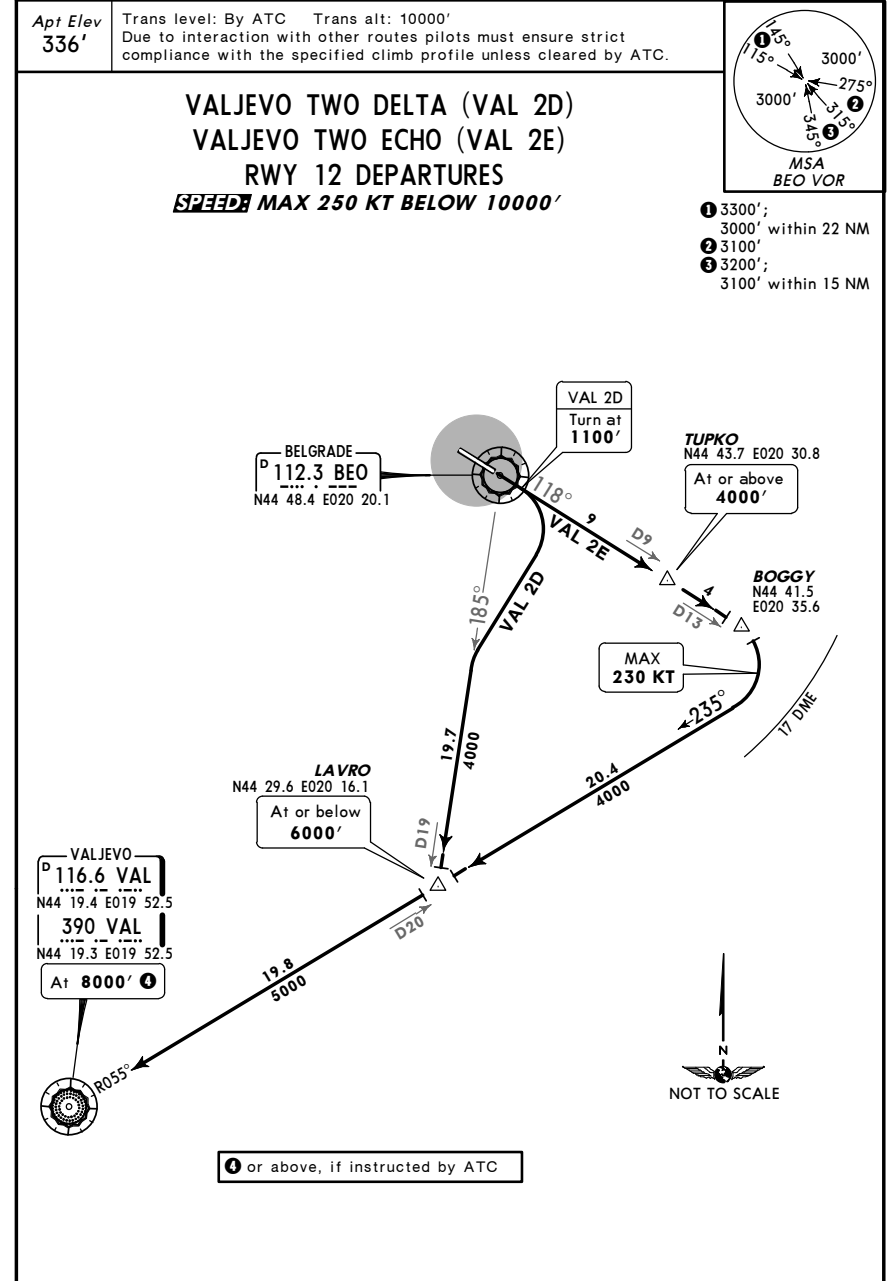 Apt Elev
336'
Trans level: By ATC Trans alt: 10000'
Due to interaction with other routes pilots must ensure strict
compliance with the specified climb profile unless cleared by ATC.
❶
145°
115°
3000'
275°
❷
3000'
315°
❸
345°
MSA
BEO VOR
VALJEVO TWO DELTA (VAL 2D)
VALJEVO TWO ECHO (VAL 2E)
RWY 12 DEPARTURES
SPEED: MAX 250 KT BELOW 10000'
❶ 3300';
3000' within 22 NM
❷ 3100'
❸ 3200';
3100' within 15 NM
VAL 2D
Turn at
1100'
BELGRADE
D 112.3 BEO
N44 48.4 E020 20.1
TUPKO
N44 43.7 E020 30.8
At or above
4000'
118°
9
VAL 2E
D9
4
D13
BOGGY
N44 41.5
E020 35.6
185°
VAL 2D
MAX
230 KT
235°
17 DME
19.7
4000
20.4
4000
LAVRO
N44 29.6 E020 16.1
At or below
6000'
D19
D20
VALJEVO
D 116.6 VAL
N44 19.4 E019 52.5
390 VAL
N44 19.3 E019 52.5
At 8000' ❹
19.8
5000
R055°
N
NOT TO SCALE
❹ or above, if instructed by ATC